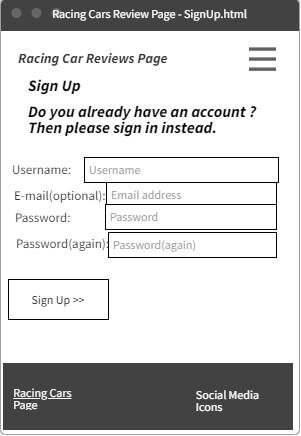 Racing Cars Review Page - SignUp.html
Racing Car Reviews Page
Sign Up
Do you already have an account ?
Then please sign in instead.
Username: Username
E-mail(optional): Email address
Password: Password
Password(again): Password(again)
Sign Up >>
Racing Cars
Page
Social Media
Icons